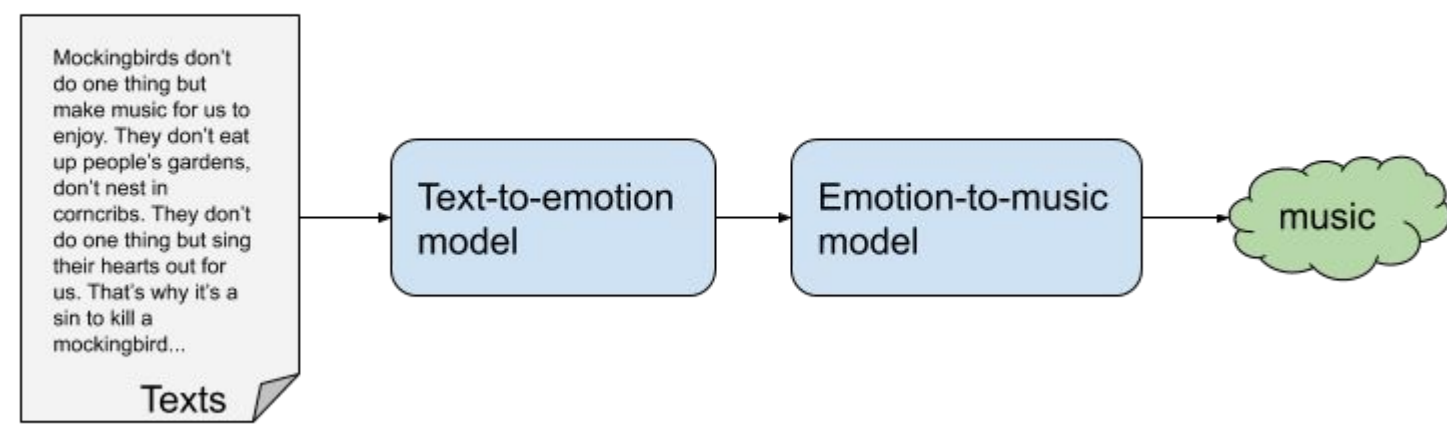 Mockingbirds don't
do one thing but
make music for us to
enjoy. They don't eat
up people's gardens,
don't nest in
corncribs. They don't
do one thing but sing
their hearts out for
us. That's why it's a
sin to kill a
mockingbird...
Texts
Text-to-emotion
model
Emotion-to-music
model
music